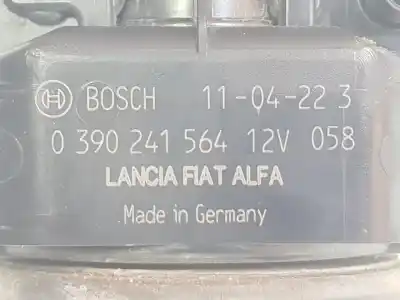 BOSCH 11-04-22 3
0 390 241 564 12V 058
LANCIA FIAT ALFA
Made in Germany